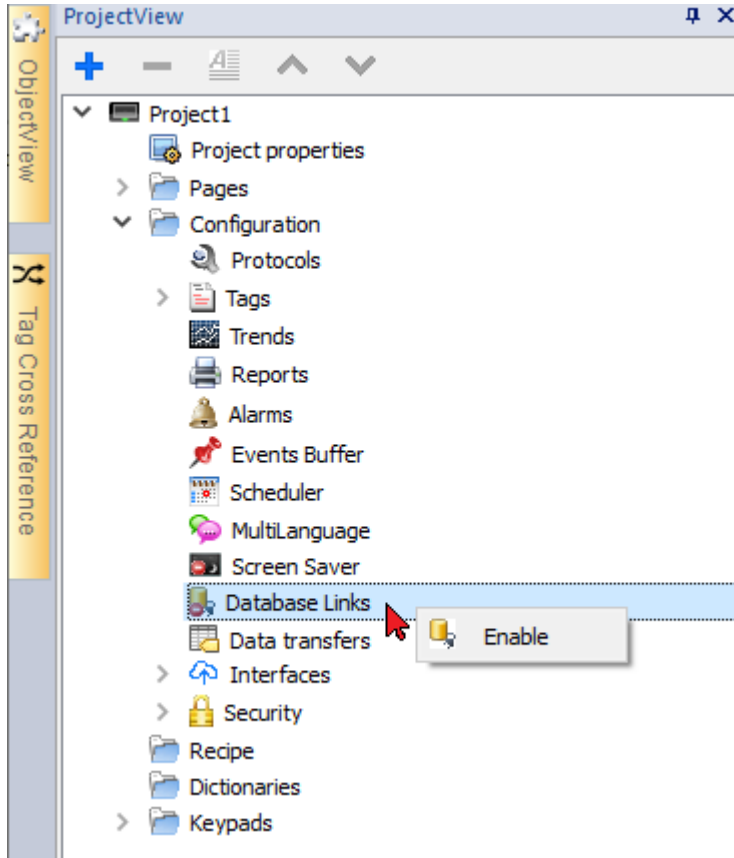 ProjectView
ObjectView
Tag Cross Reference
Project1
Project properties
Pages
Configuration
Protocols
Tags
Trends
Reports
Alarms
Events Buffer
Scheduler
MultiLanguage
Screen Saver
Database Links
Enable
Data transfers
Interfaces
Security
Recipe
Dictionaries
Keypads